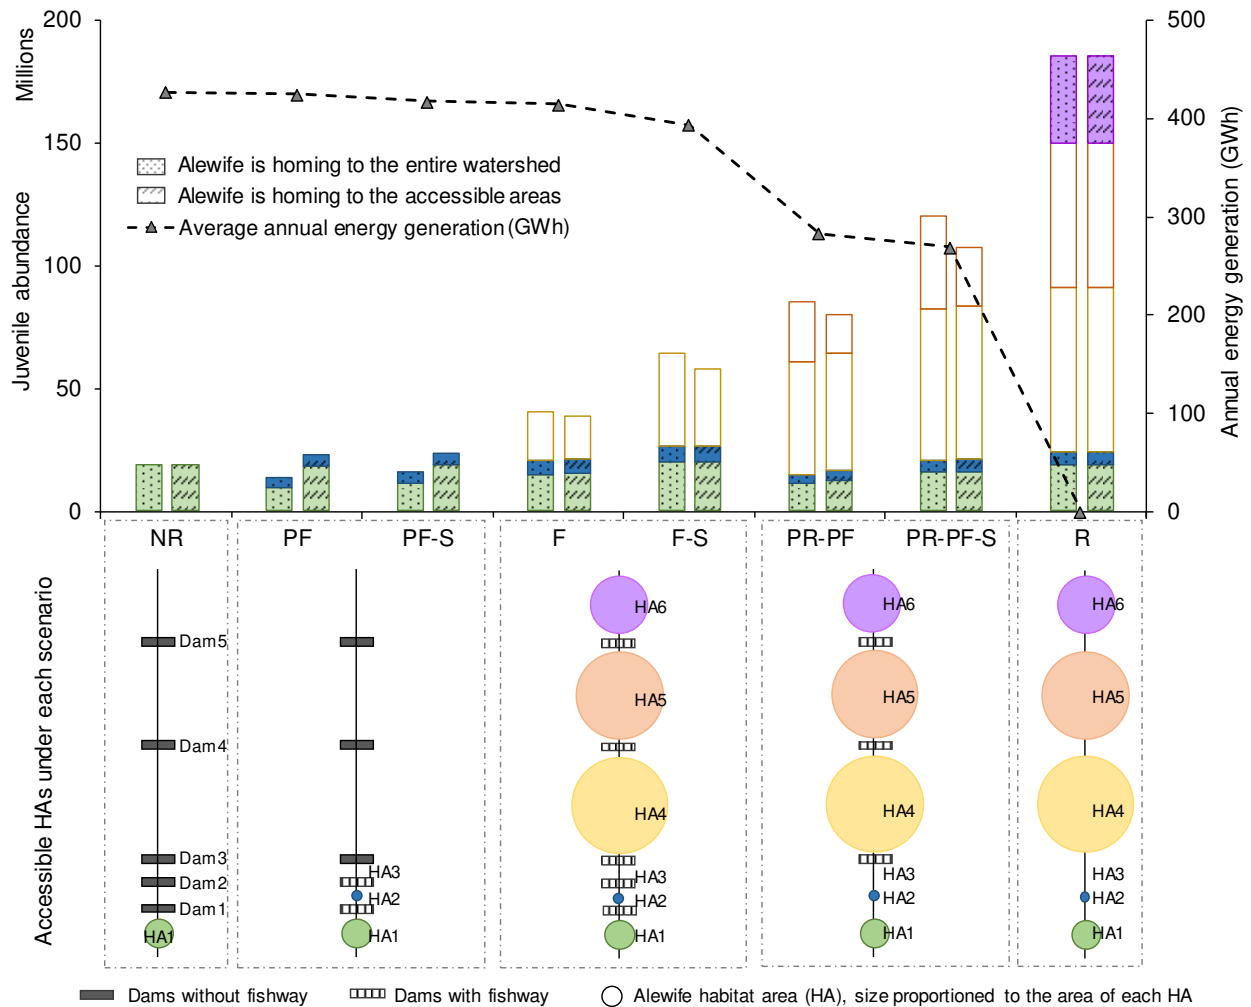 200
500
Millions
400
150
Alewife is homing to the entire watershed
Alewife is homing to the accessible areas
Average annual energy generation (GWh)
300
100
200
50
100
0
0
Juvenile abundance
Annual energy generation (GWh)
NR
PF
PF-S
F
F-S
PR-PF
PR-PF-S
R
Accessible HAs under each scenario
Dam5
Dam4
Dam3
Dam2
Dam1
HA1
HA3
HA2
HA1
HA6
HA5
HA4
HA3
HA2
HA1
HA6
HA5
HA4
HA3
HA2
HA1
HA6
HA5
HA4
HA3
HA2
HA1
Dams without fishway
Dams with fishway
Alewife habitat area (HA), size proportioned to the area of each HA